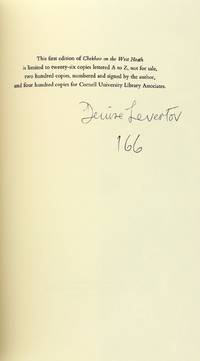 This first edition of Chekhov on the West Heath
is limited to twenty-six copies lettered A to Z, not for sale,
two hundred copies, numbered and signed by the author,
and four hundred copies for Cornell University Library Associates.
Denise Levertov
166